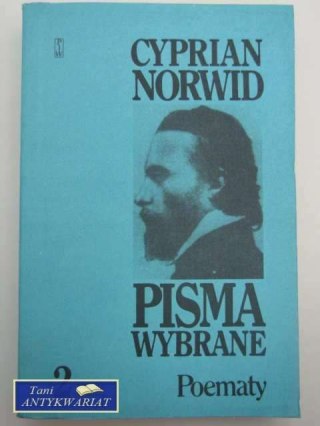 CYPRIAN
NORWID
PISMA
WYBRANE
Poematy
Tani
ANTYKWARIAT